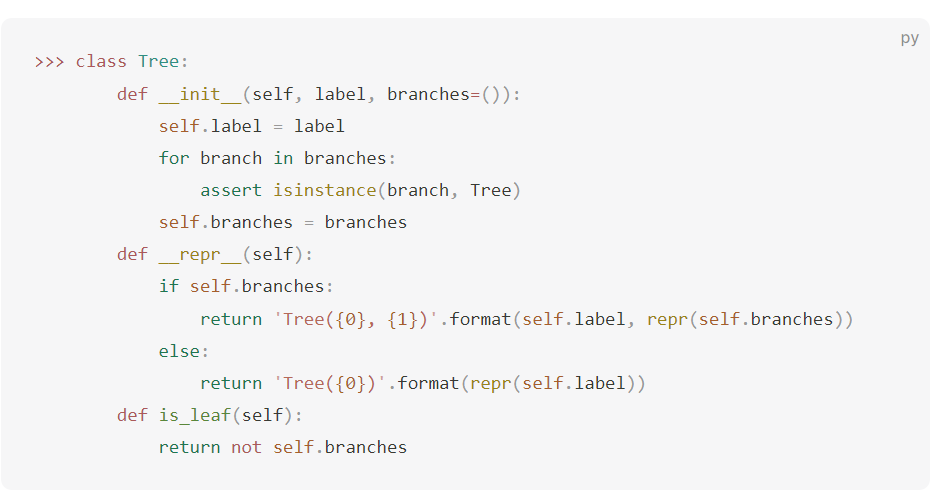 py
>>> class Tree:
        def __init__(self, label, branches=()):
            self.label = label
            for branch in branches:
                assert isinstance(branch, Tree)
            self.branches = branches
        def __repr__(self):
            if self.branches:
                return 'Tree({0}, {1})'.format(self.label, repr(self.branches))
            else:
                return 'Tree({0})'.format(repr(self.label))
        def is_leaf(self):
            return not self.branches